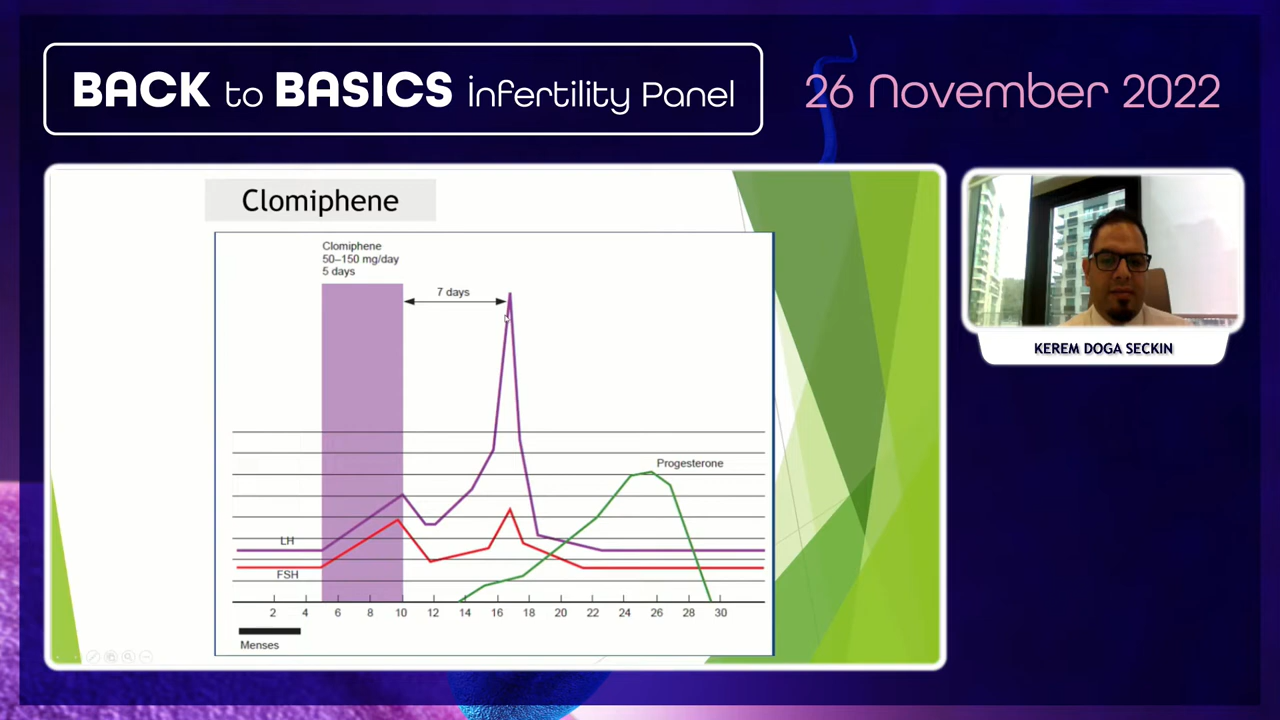 BACK to BASICS infertility Panel
26 November 2022
Clomiphene
Clomiphene
50–150 mg/day
5 days
7 days
Progesterone
LH
FSH
2 4 6 8 10 12 14 16 18 20 22 24 26 28 30
Menses
KEREM DOGA SECKIN